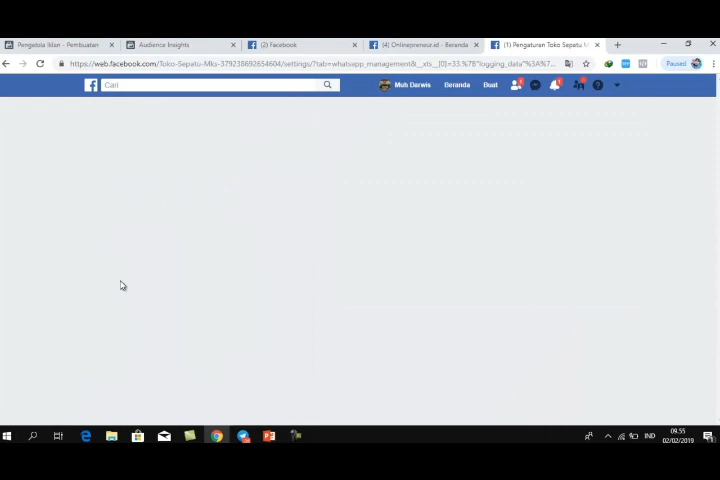 Pengelola Iklan - Pembuatan
Audience Insights
(2) Facebook
(4) Onlinepreneur.id - Beranda
(1) Pengaturan Toko Sepatu M
https://web.facebook.com/Toko-Sepatu-Mks-379238692654604/settings/?tab=whatsapp_management&__xts__[0]=33.%7B"logging_data"%3A%7...
Paused
Cari
Muh Darwis
Beranda
Buat
IND
09.55
02/02/2019